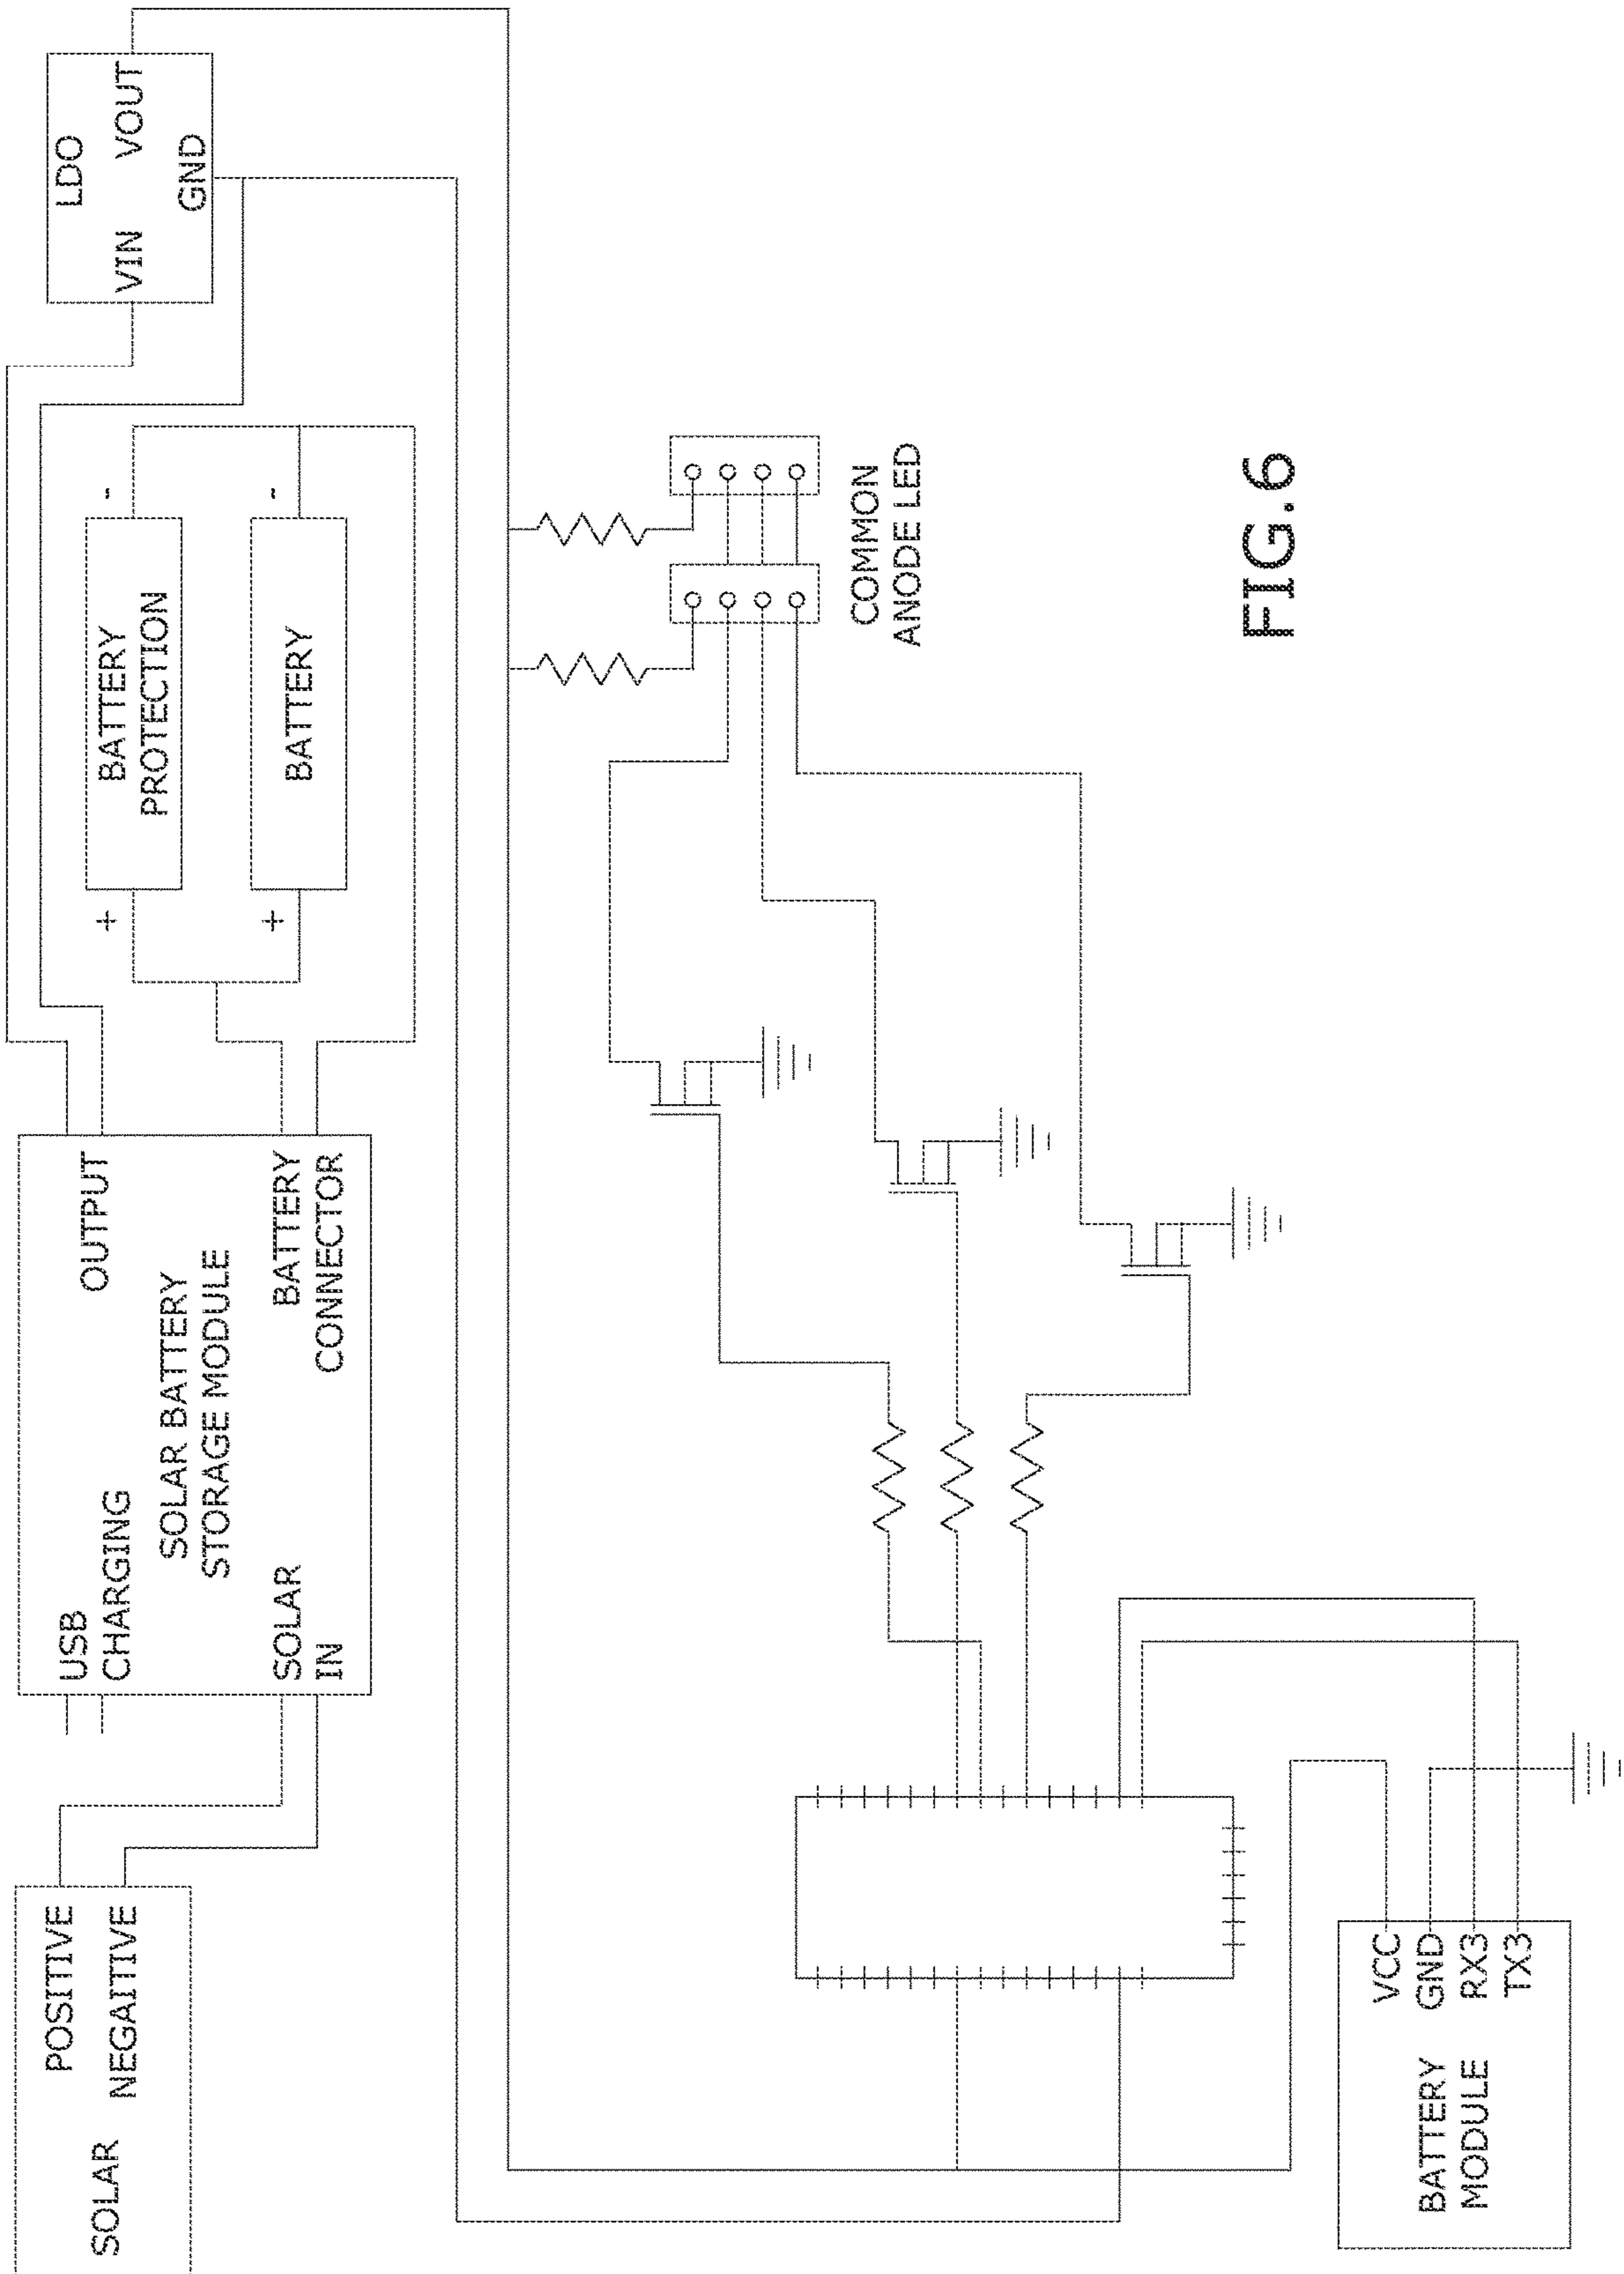 SOLAR
POSITIVE
NEGAITIVE
USB
CHARGING
OUTPUT
SOLAR BATTERY
STORAGE MODULE
SOLAR
IN
BATTERY
CONNECTOR
+
BATTERY
PROTECTION
-
+
BATTERY
-
LDO
VIN
VOUT
GND
COMMON
ANODE LED
BATTERY
MODULE
VCC
GND
RX3
TX3
FIG.6